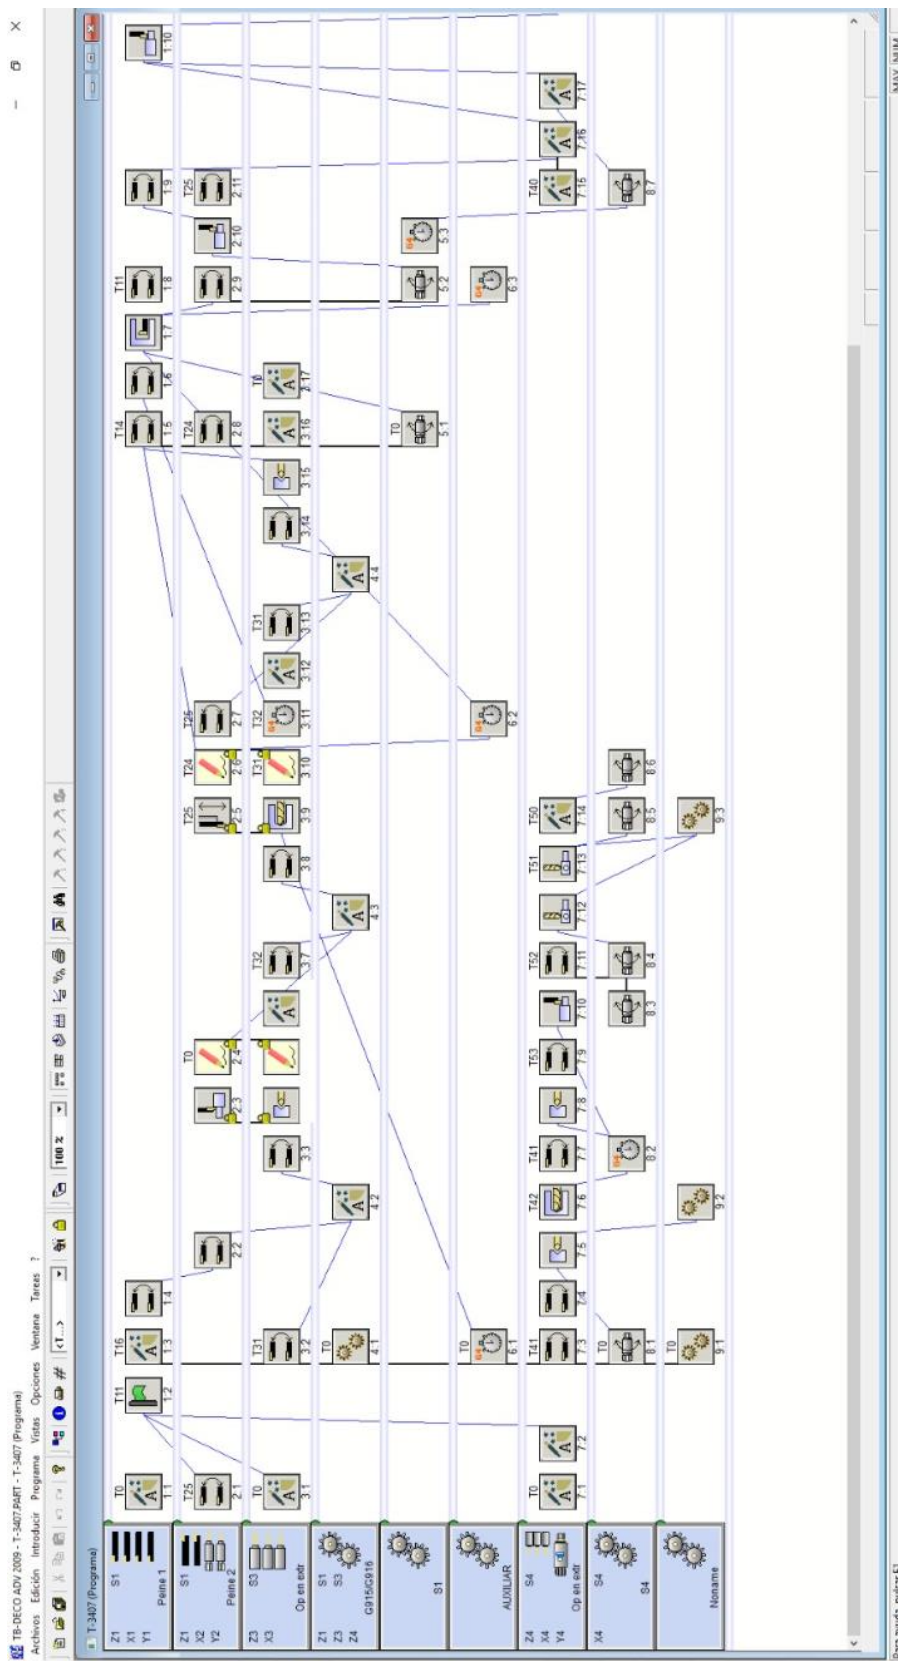 TB-DECO ADV 2009 - T-3407.PART - T-3407 (Programa)
Archivos Edición Introducir Programa Vistas Opciones Ventana Tareas ?
<T...> 100 %
T-3407 (Programa)
T0 T11 T16 T14 T11
Z1 S1
X1
Y1
Peine 1
1:1 1:2 1:3 1:4 1:5 1:6 1:7 1:8 1:9 1:10
T25 T0 T25 T24 T26 T24 T25
Z1 S1
X2
Y2
Peine 2
2:1 2:2 2:3 2:4 2:5 2:6 2:7 2:8 2:9 2:10 2:11
T0 T31 T32 T31 T32 T31 T0
Z3 S3
X3
Op en extr
3:1 3:2 3:3 3:7 3:8 3:9 3:10 3:11 3:12 3:13 3:14 3:15 3:16 3:17
T0
Z1 S1
Z3 S3
Z4
G915/G916
4:1 4:2 4:3 4:4
T0
S1
5:1 5:2 5:3
T0
AUXILIAR
6:1 6:2 6:3
T0 T41 T42 T41 T53 T52 T51 T50 T40
Z4 S4
X4
Y4
Op en extr
7:1 7:2 7:3 7:4 7:5 7:6 7:7 7:8 7:9 7:10 7:11 7:12 7:13 7:14 7:15 7:16 7:17
T0
X4 S4
S4
8:1 8:2 8:3 8:4 8:5 8:6 8:7
T0
Noname
9:1 9:2 9:3
Para ayuda, pulsar F1
MAY NUM